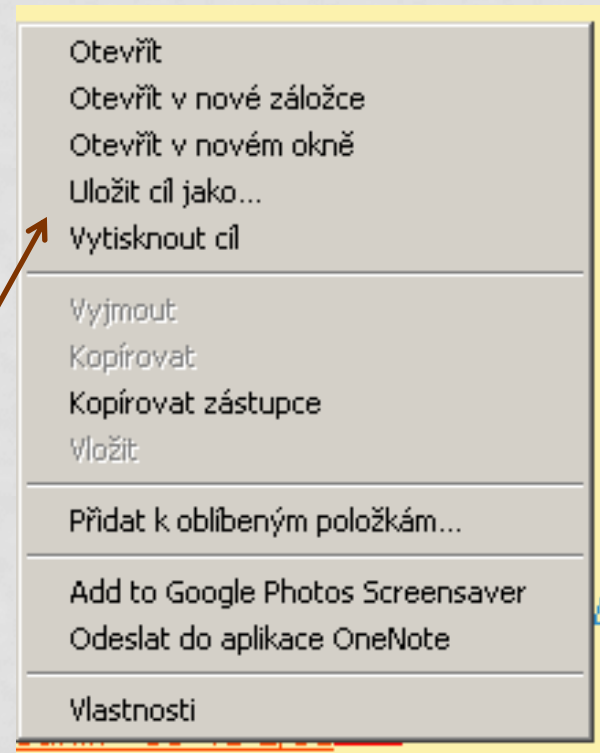 Otevřít
Otevřít v nové záložce
Otevřít v novém okně
Uložit cíl jako...
Vytisknout cíl
Vyjmout
Kopírovat
Kopírovat zástupce
Vložit
Přidat k oblíbeným položkám...
Add to Google Photos Screensaver
Odeslat do aplikace OneNote
Vlastnosti